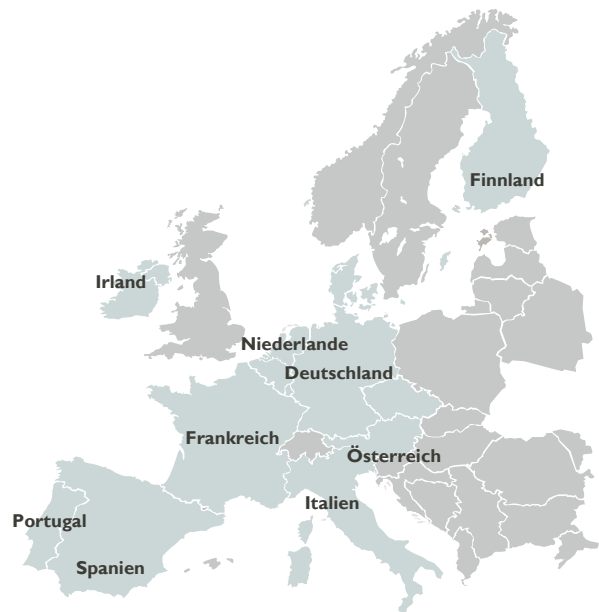 Finnland
Irland
Niederlande
Deutschland
Frankreich
Österreich
Italien
Portugal
Spanien